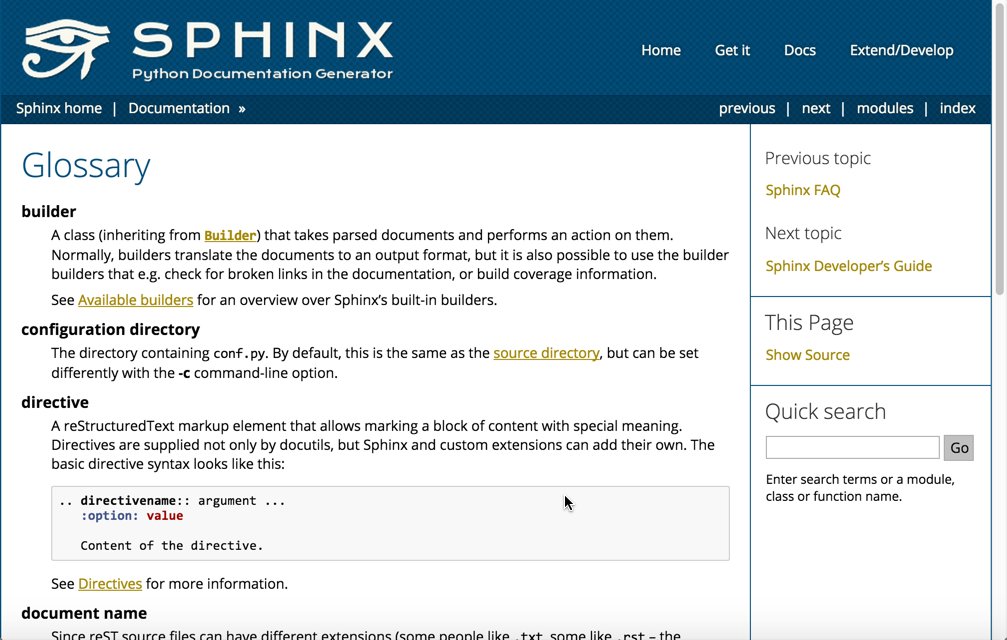 SPHINX
Python Documentation Generator
Home Get it Docs Extend/Develop
Sphinx home | Documentation »
previous | next | modules | index
Glossary
builder
A class (inheriting from Builder) that takes parsed documents and performs an action on them.
Normally, builders translate the documents to an output format, but it is also possible to use the builder
builders that e.g. check for broken links in the documentation, or build coverage information.
See Available builders for an overview over Sphinx’s built-in builders.
configuration directory
The directory containing conf.py. By default, this is the same as the source directory, but can be set
differently with the -c command-line option.
directive
A reStructuredText markup element that allows marking a block of content with special meaning.
Directives are supplied not only by docutils, but Sphinx and custom extensions can add their own. The
basic directive syntax looks like this:
.. directivename:: argument ...
:option: value
Content of the directive.
See Directives for more information.
document name
Since reST source files can have different extensions (some people like .txt, some like .rst – the
Previous topic
Sphinx FAQ
Next topic
Sphinx Developer’s Guide
This Page
Show Source
Quick search
Go
Enter search terms or a module,
class or function name.